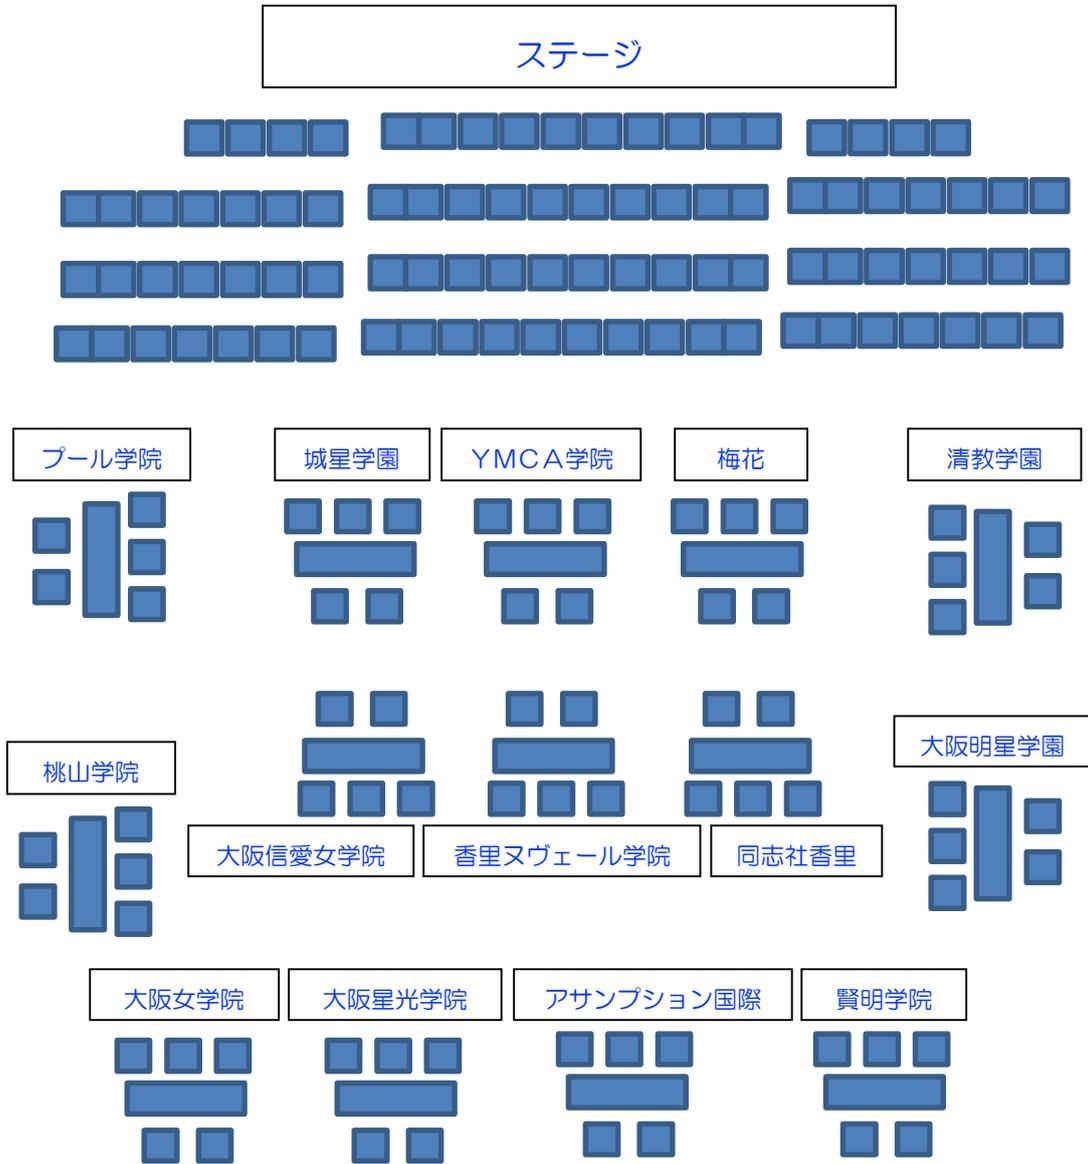 ステージ
プール学院
城星学園
ＹＭＣＡ学院
梅花
清教学園
桃山学院
大阪明星学園
大阪信愛女学院
香里ヌヴェール学院
同志社香里
大阪女学院
大阪星光学院
アサンプション国際
賢明学院